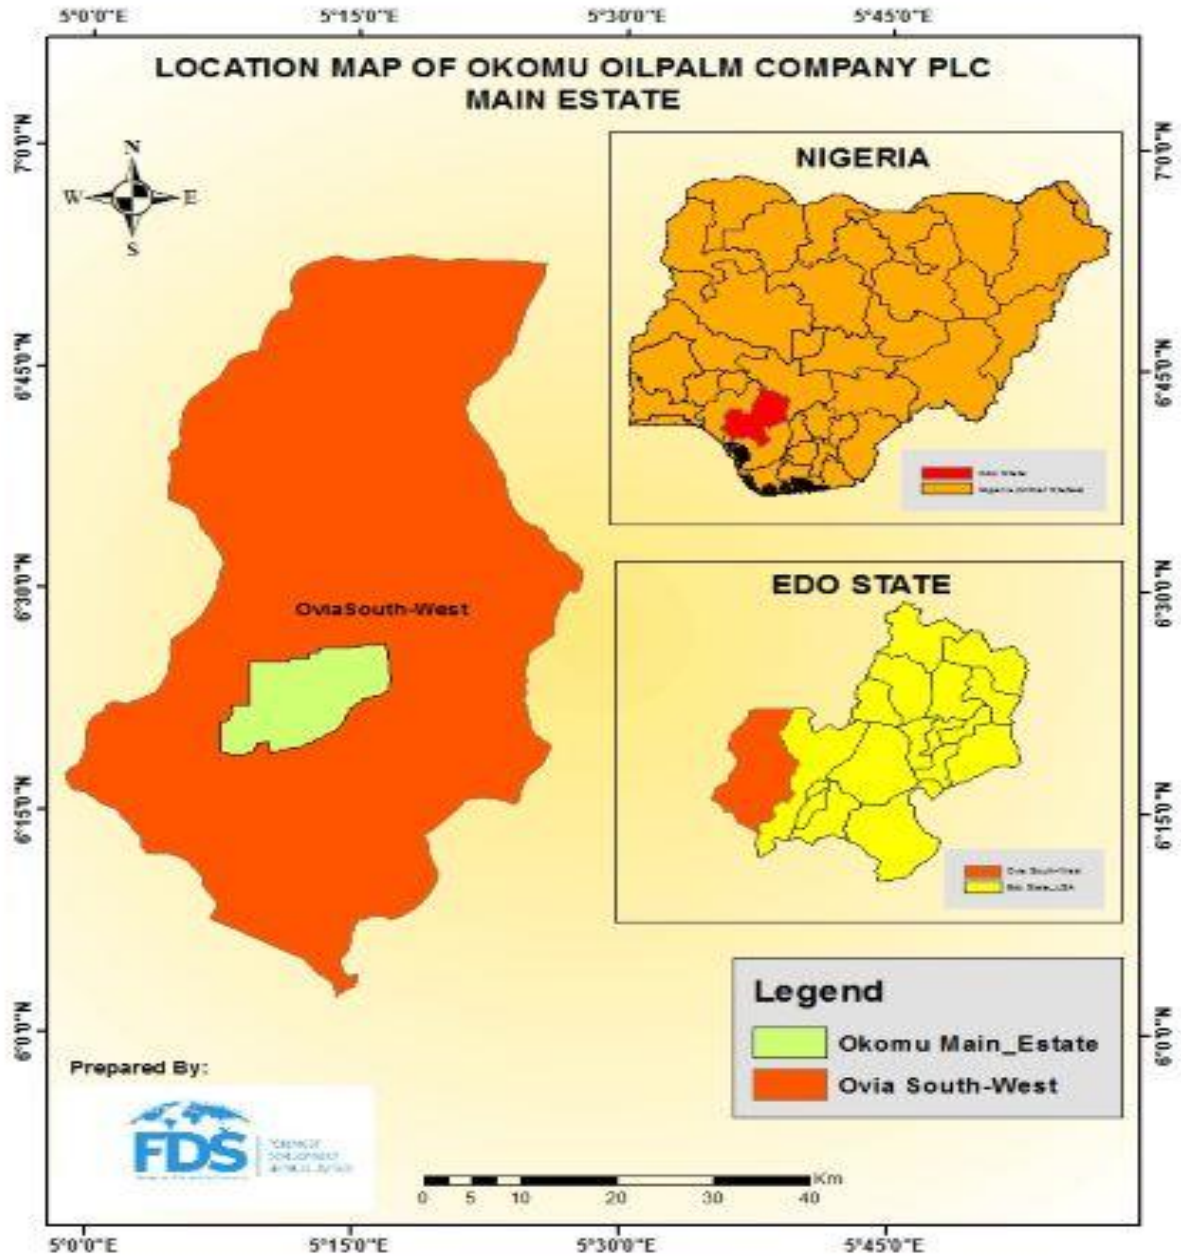 5°0'0"E 5°15'0"E 5°30'0"E 5°45'0"E
LOCATION MAP OF OKOMU OILPALM COMPANY PLC
MAIN ESTATE
N
W E
S
NIGERIA
7°0'0"N 7°0'0"N
6°45'0"N 6°45'0"N
6°30'0"N 6°30'0"N
6°15'0"N 6°15'0"N
6°0'0"N 6°0'0"N
OviaSouth-West
EDO STATE
Ovia South-West
Legend
Okomu Main_Estate
Ovia South-West
Prepared By:
FDS
Km
0 5 10 20 30 40
5°0'0"E 5°15'0"E 5°30'0"E 5°45'0"E